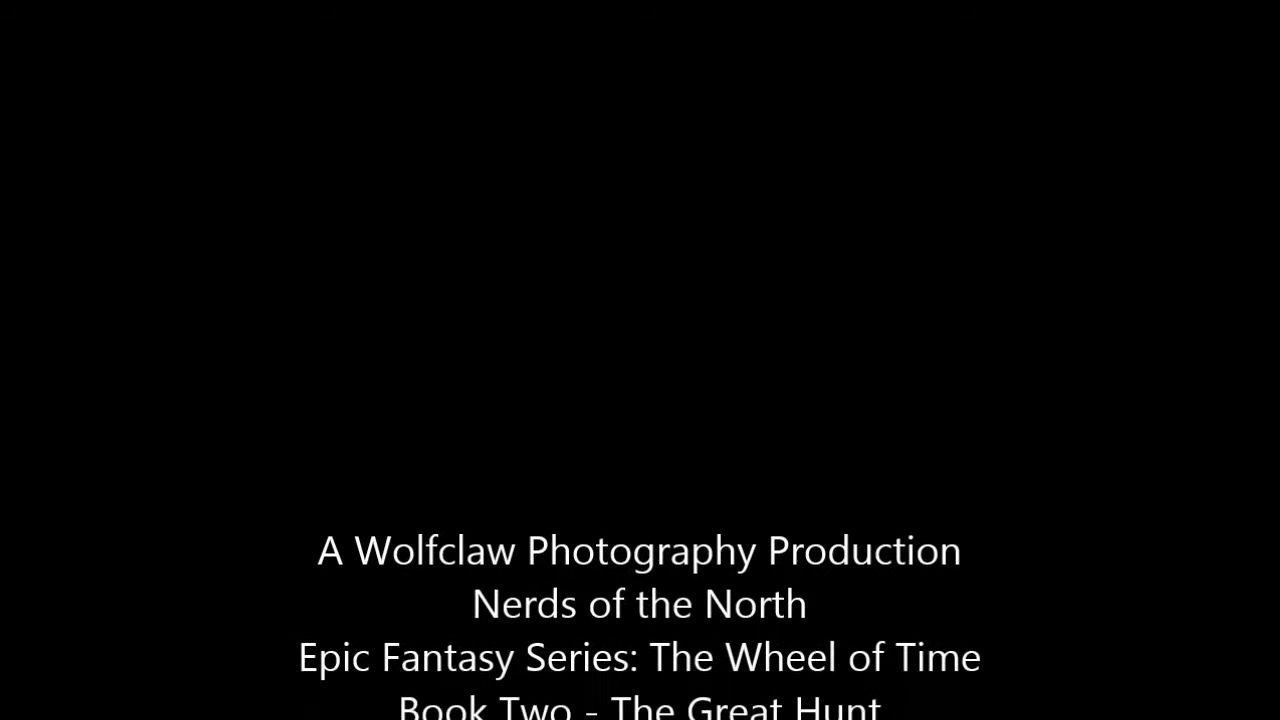 A Wolfclaw Photography Production
Nerds of the North
Epic Fantasy Series: The Wheel of Time
Book Two - The Great Hunt